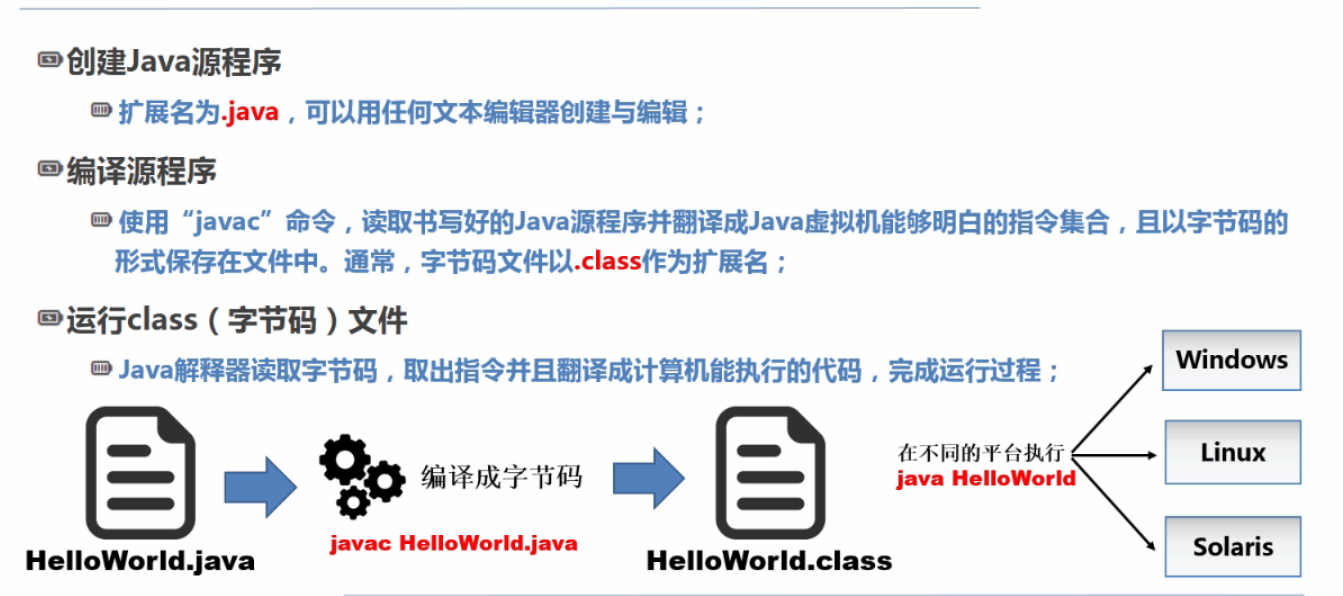 创建Java源程序
扩展名为.java，可以用任何文本编辑器创建与编辑；
编译源程序
使用“javac”命令，读取书写好的Java源程序并翻译成Java虚拟机能够明白的指令集合，且以字节码的
形式保存在文件中。通常，字节码文件以.class作为扩展名；
运行class（字节码）文件
Java解释器读取字节码，取出指令并且翻译成计算机能执行的代码，完成运行过程；
HelloWorld.java
编译成字节码
javac HelloWorld.java
HelloWorld.class
在不同的平台执行
java HelloWorld
Windows
Linux
Solaris